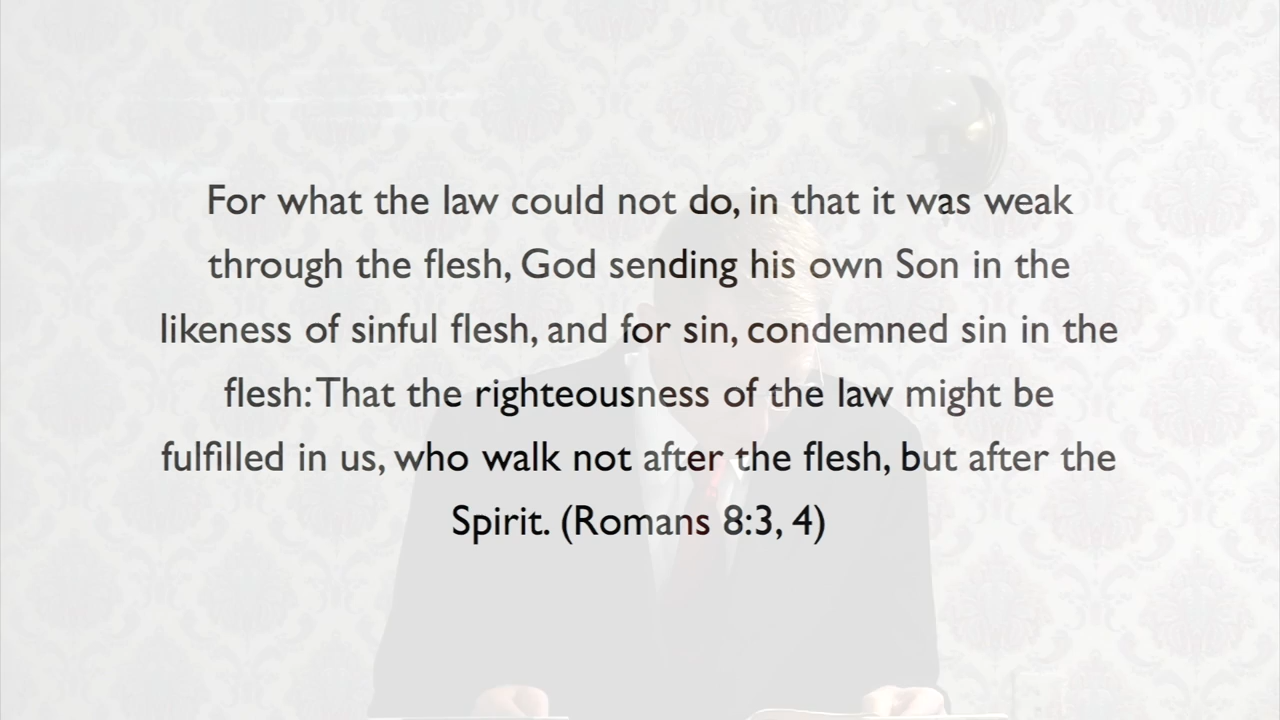 For what the law could not do, in that it was weak
through the flesh, God sending his own Son in the
likeness of sinful flesh, and for sin, condemned sin in the
flesh: That the righteousness of the law might be
fulfilled in us, who walk not after the flesh, but after the
Spirit. (Romans 8:3, 4)